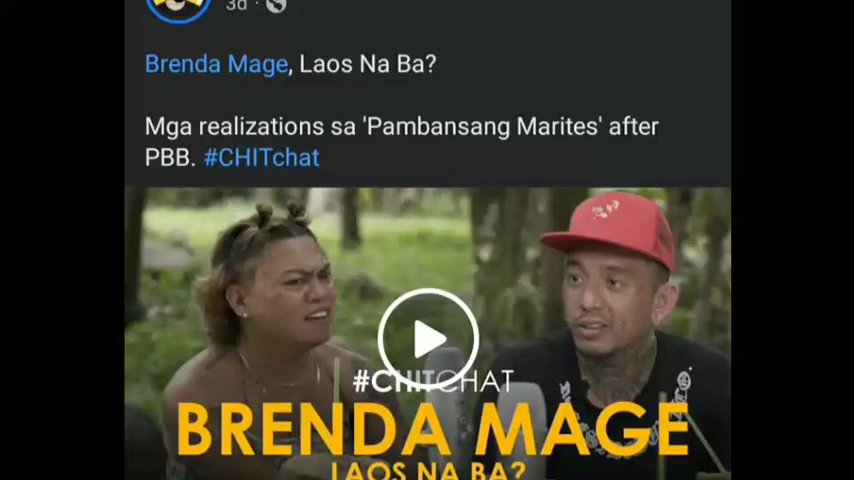 3d ·
Brenda Mage, Laos Na Ba?
Mga realizations sa 'Pambansang Marites' after
PBB. #CHITchat
#CHITCHAT
BRENDA MAGE
LAOS NA BA?